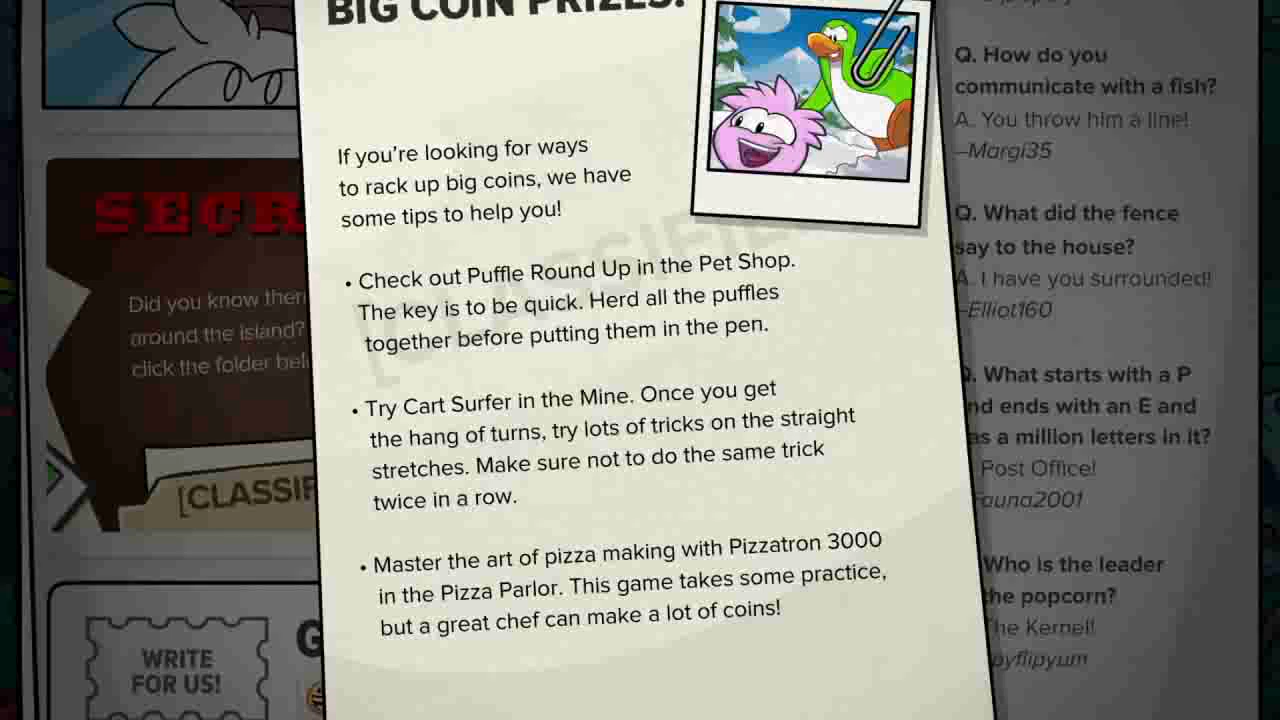 BIG COIN PRIZES!
If you're looking for ways
to rack up big coins, we have
some tips to help you!
• Check out Puffle Round Up in the Pet Shop.
The key is to be quick. Herd all the puffles
together before putting them in the pen.
• Try Cart Surfer in the Mine. Once you get
the hang of turns, try lots of tricks on the straight
stretches. Make sure not to do the same trick
twice in a row.
• Master the art of pizza making with Pizzatron 3000
in the Pizza Parlor. This game takes some practice,
but a great chef can make a lot of coins!
[CLASSIFIE
SECR
Did you know ther
around the island?
click the folder bel
[CLASSIF
WRITE
FOR US!
G
Q. How do you
communicate with a fish?
A. You throw him a line!
–Margi35
Q. What did the fence
say to the house?
A. I have you surrounded!
–Elliot160
Q. What starts with a P
nd ends with an E and
as a million letters in it?
Post Office!
auna2001
Who is the leader
the popcorn?
he Kernel!
pyflipyum